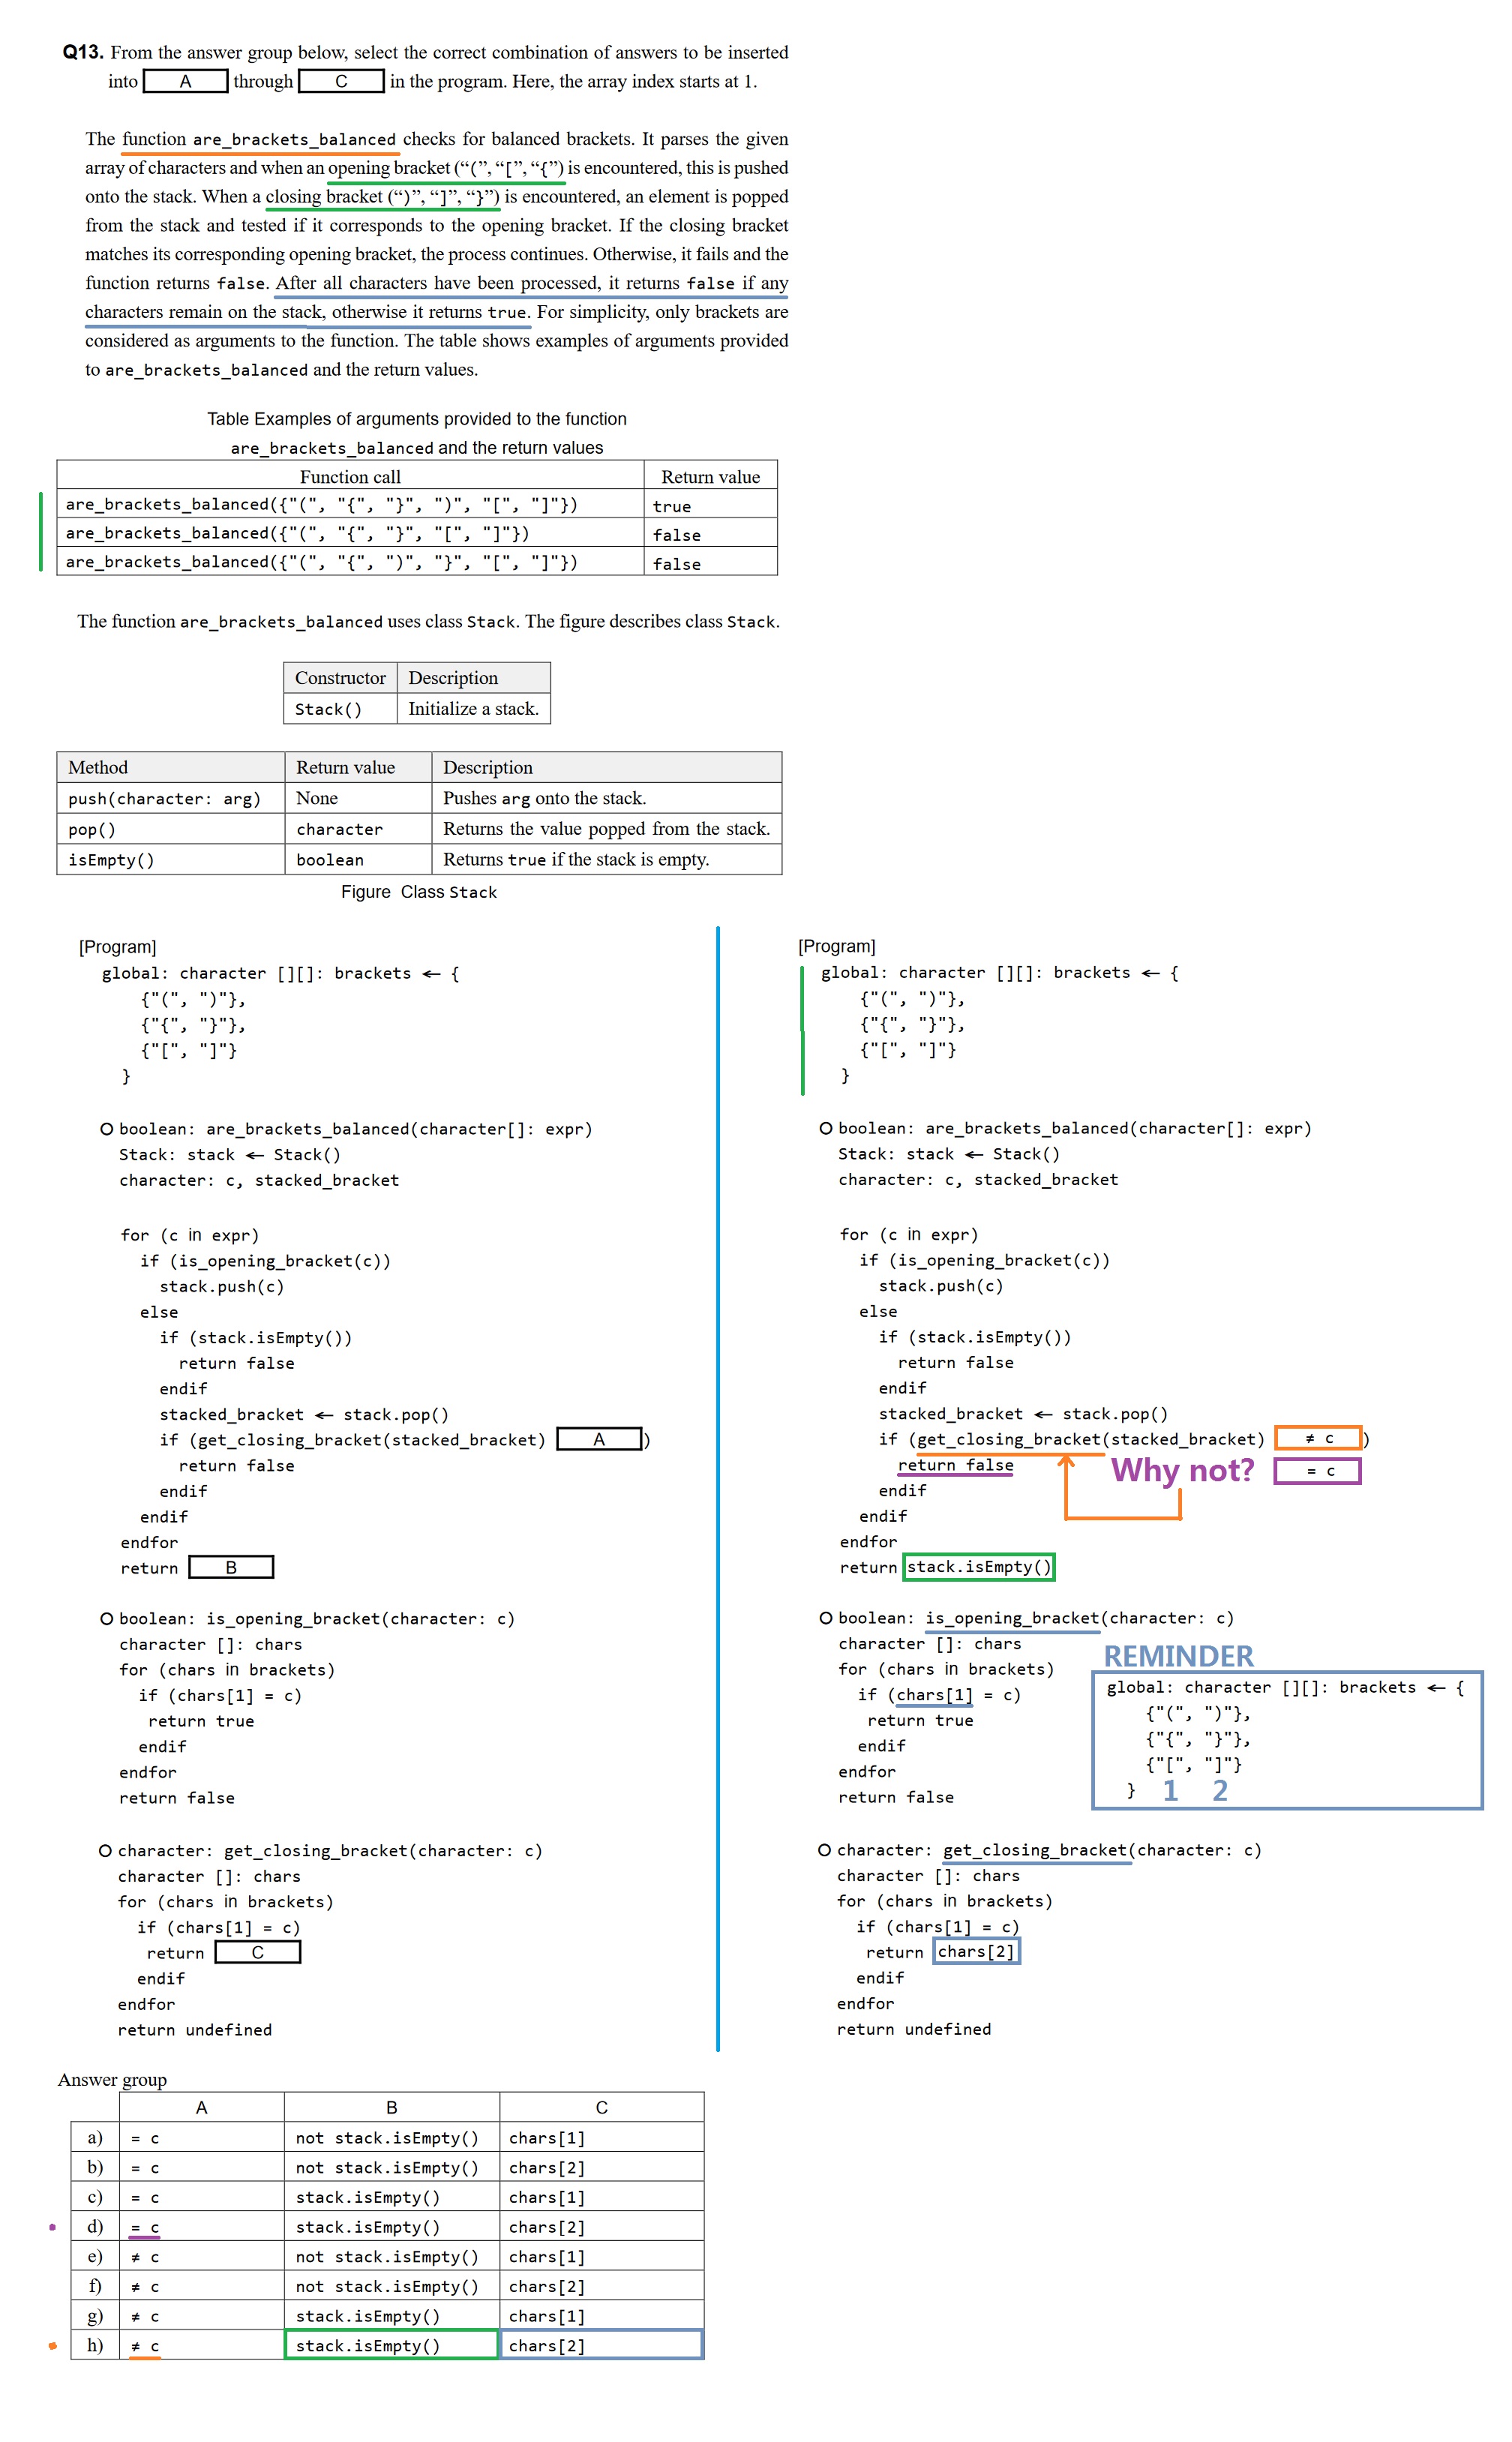 Q13. From the answer group below, select the correct combination of answers to be inserted
into A through C in the program. Here, the array index starts at 1.
The function are_brackets_balanced checks for balanced brackets. It parses the given
array of characters and when an opening bracket (“(”, “[”, “{”) is encountered, this is pushed
onto the stack. When a closing bracket (“)”, “]”, “}”) is encountered, an element is popped
from the stack and tested if it corresponds to the opening bracket. If the closing bracket
matches its corresponding opening bracket, the process continues. Otherwise, it fails and the
function returns false. After all characters have been processed, it returns false if any
characters remain on the stack, otherwise it returns true. For simplicity, only brackets are
considered as arguments to the function. The table shows examples of arguments provided
to are_brackets_balanced and the return values.
Table Examples of arguments provided to the function
are_brackets_balanced and the return values
Function call Return value
are_brackets_balanced({"(", "{", "}", ")", "[", "]"}) true
are_brackets_balanced({"(", "{", "}", "[", "]"}) false
are_brackets_balanced({"(", "{", ")", "}", "[", "]"}) false
The function are_brackets_balanced uses class Stack. The figure describes class Stack.
Constructor Description
Stack() Initialize a stack.
Method Return value Description
push(character: arg) None Pushes arg onto the stack.
pop() character Returns the value popped from the stack.
isEmpty() boolean Returns true if the stack is empty.
Figure Class Stack
[Program]
global: character [][]: brackets ← {
{"(", ")"},
{"{", "}"},
{"[", "]"}
}
○ boolean: are_brackets_balanced(character[]: expr)
Stack: stack ← Stack()
character: c, stacked_bracket
for (c in expr)
if (is_opening_bracket(c))
stack.push(c)
else
if (stack.isEmpty())
return false
endif
stacked_bracket ← stack.pop()
if (get_closing_bracket(stacked_bracket) A )
return false
endif
endif
endfor
return B
○ boolean: is_opening_bracket(character: c)
character []: chars
for (chars in brackets)
if (chars[1] = c)
return true
endif
endfor
return false
○ character: get_closing_bracket(character: c)
character []: chars
for (chars in brackets)
if (chars[1] = c)
return C
endif
endfor
return undefined
[Program]
global: character [][]: brackets ← {
{"(", ")"},
{"{", "}"},
{"[", "]"}
}
○ boolean: are_brackets_balanced(character[]: expr)
Stack: stack ← Stack()
character: c, stacked_bracket
for (c in expr)
if (is_opening_bracket(c))
stack.push(c)
else
if (stack.isEmpty())
return false
endif
stacked_bracket ← stack.pop()
if (get_closing_bracket(stacked_bracket) ≠ c )
return false Why not? = c
endif
endif
endfor
return stack.isEmpty()
○ boolean: is_opening_bracket(character: c)
character []: chars
for (chars in brackets)
if (chars[1] = c)
return true
endif
endfor
return false
REMINDER
global: character [][]: brackets ← {
{"(", ")"},
{"{", "}"},
{"[", "]"}
} 1 2
○ character: get_closing_bracket(character: c)
character []: chars
for (chars in brackets)
if (chars[1] = c)
return chars[2]
endif
endfor
return undefined
Answer group
A B C
a) = c not stack.isEmpty() chars[1]
b) = c not stack.isEmpty() chars[2]
c) = c stack.isEmpty() chars[1]
d) = c stack.isEmpty() chars[2]
e) ≠ c not stack.isEmpty() chars[1]
f) ≠ c not stack.isEmpty() chars[2]
g) ≠ c stack.isEmpty() chars[1]
h) ≠ c stack.isEmpty() chars[2]